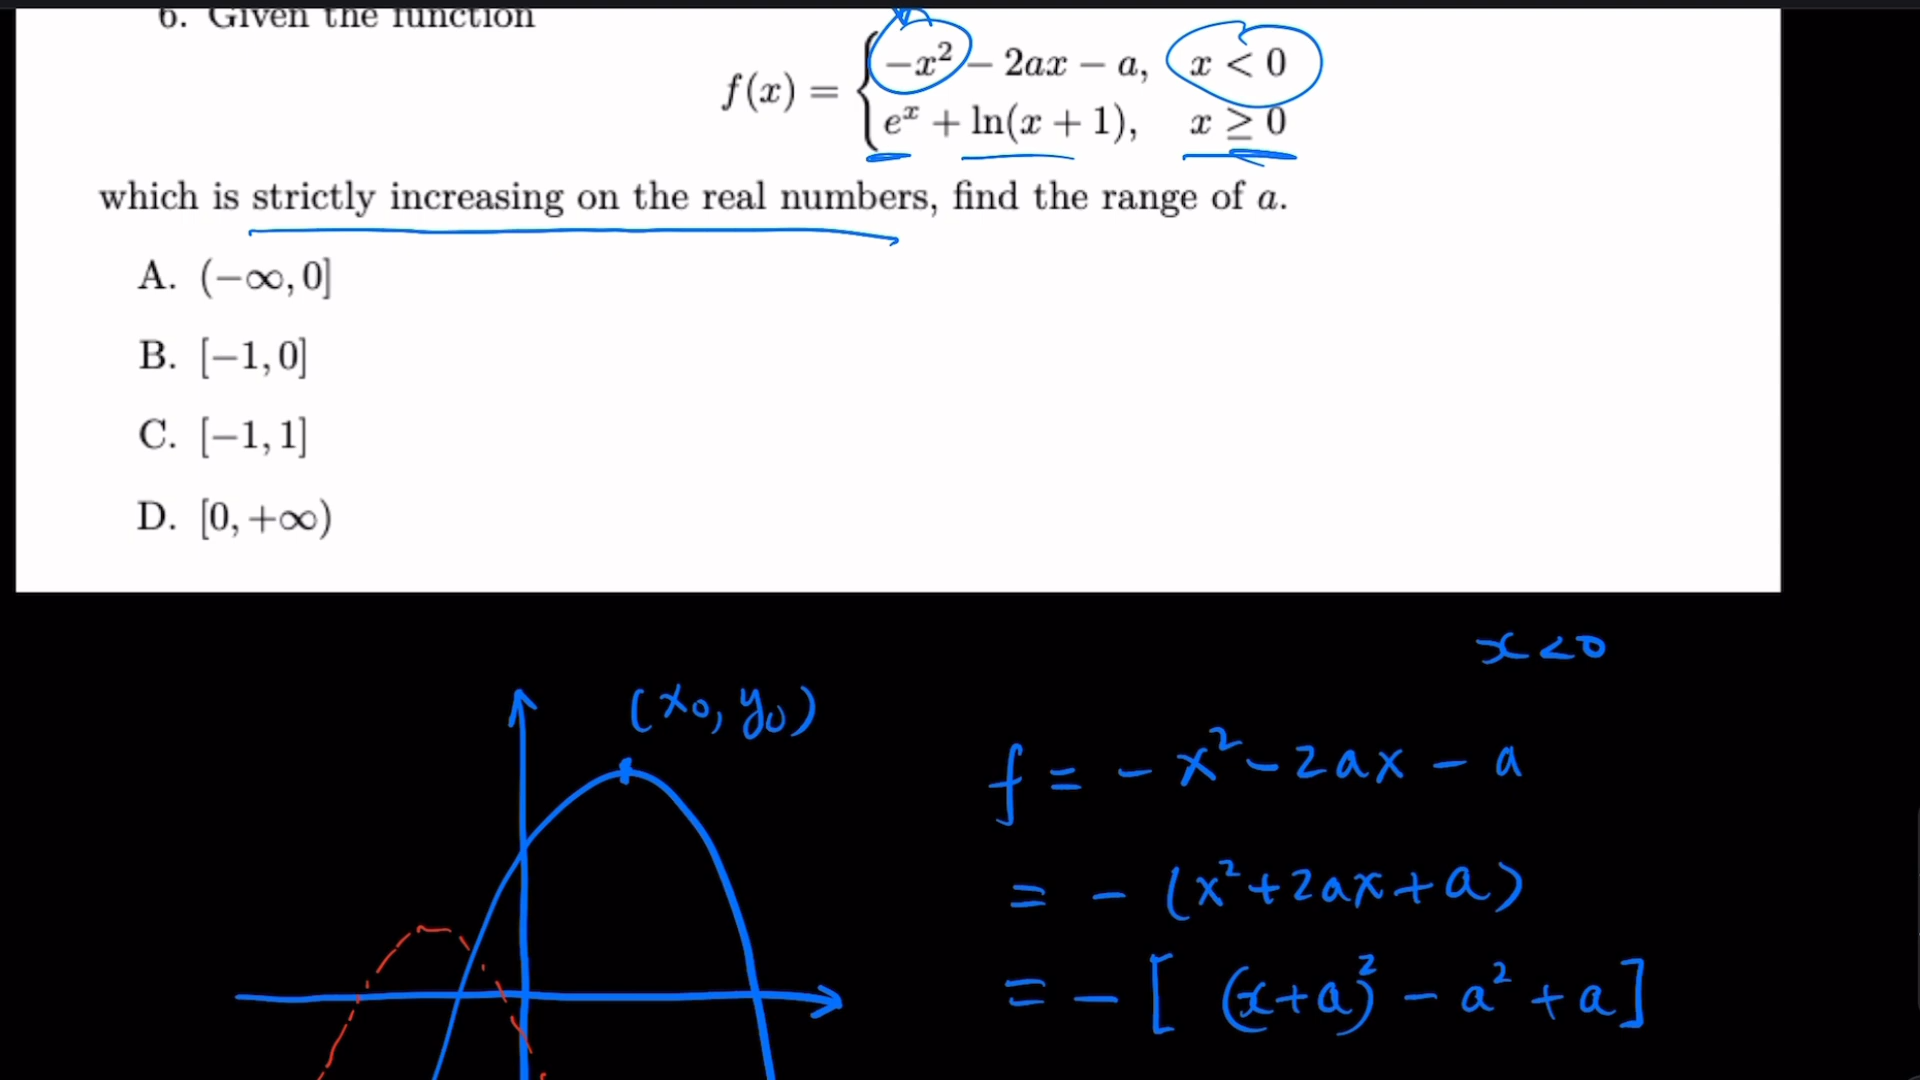 6. Given the function
f(x) = { −x² − 2ax − a, x < 0
e^x + ln(x + 1), x ≥ 0
which is strictly increasing on the real numbers, find the range of a.
A. (−∞, 0]
B. [−1, 0]
C. [−1, 1]
D. [0, +∞)
x<0
(x₀, y₀)
f = − x² − 2ax − a
= − (x² + 2ax + a)
= − [ (x+a)² − a² + a ]